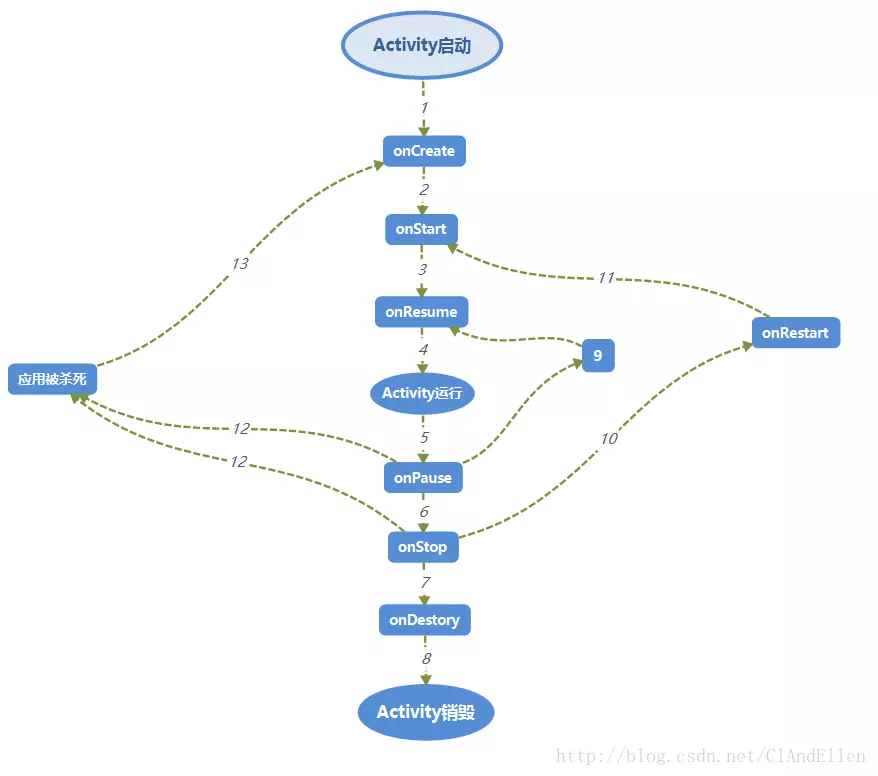 Activity启动
1
onCreate
2
onStart
13
3
11
onResume
onRestart
4
9
应用被杀死
Activity运行
12
5
10
12
onPause
6
onStop
7
onDestory
8
Activity销毁
http://blog.csdn.net/ClAndEllen